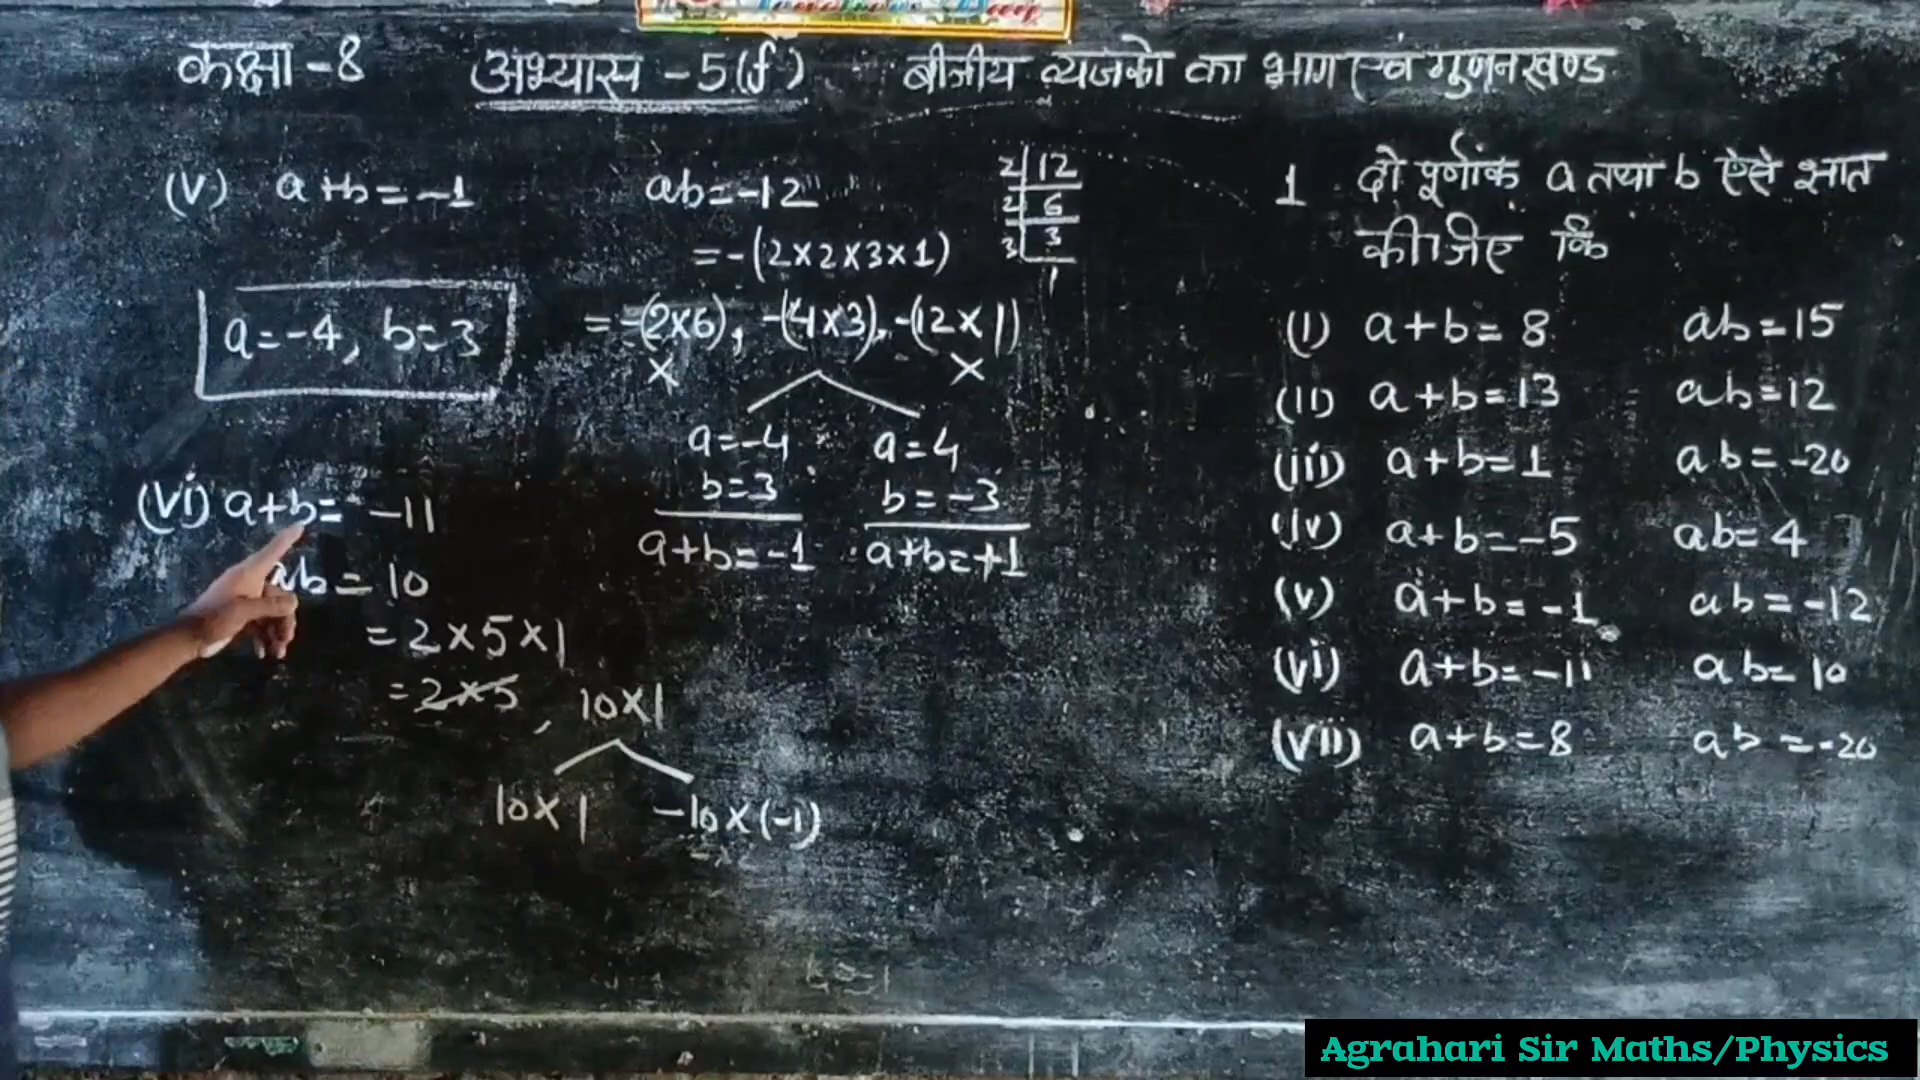 कक्षा -8 अभ्यास -5(f) बीजीय व्यंजको का भाग एवं गुणनखण्ड
(v) a+b=-1 ab=-12
=-(2×2×3×1)
2|12
2|6
3|3
1
a=-4, b=3
=-(2×6), -(4×3), -(12×1)
× ×
a=-4 a=4
b=3 b=-3
a+b=-1 a+b=+1
(vi) a+b= -11
ab=10
=2×5×1
=2×5, 10×1
10×1 -10×(-1)
1 दो पूर्णांक a तथा b ऐसे ज्ञात
कीजिए कि
(i) a+b=8 ab=15
(ii) a+b=13 ab=12
(iii) a+b=1 ab=-20
(iv) a+b=-5 ab=4
(v) a+b=-1 ab=-12
(vi) a+b=-11 ab=10
(vii) a+b=8 ab=-20
Agrahari Sir Maths/Physics